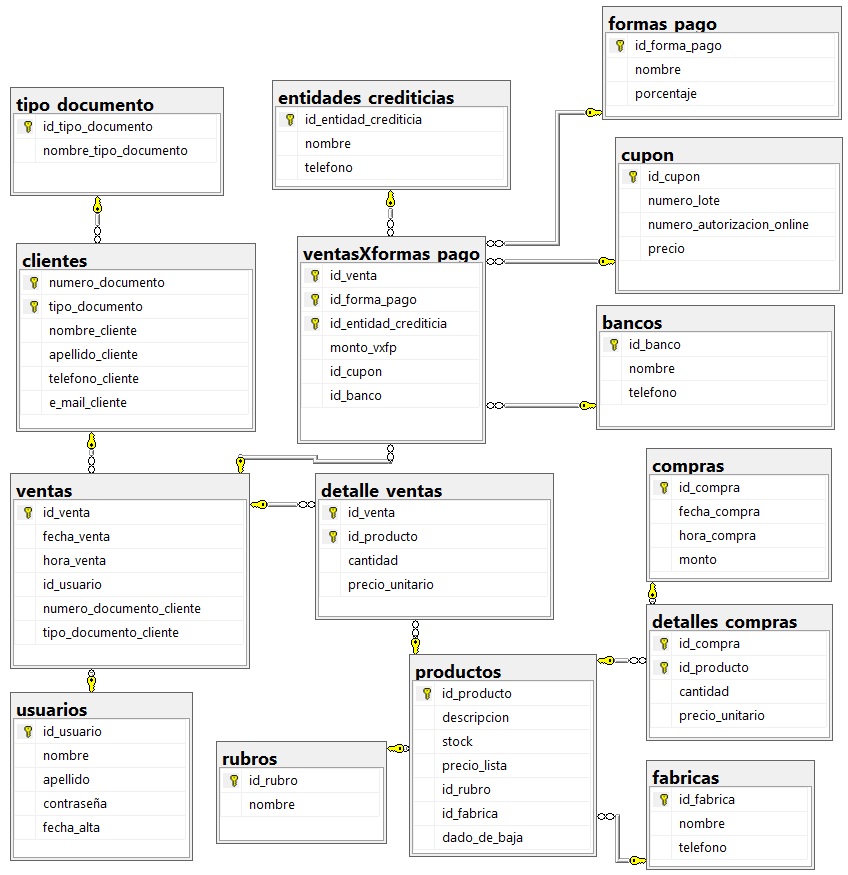 formas_pago
id_forma_pago
nombre
porcentaje
tipo_documento
id_tipo_documento
nombre_tipo_documento
entidades_crediticias
id_entidad_crediticia
nombre
telefono
cupon
id_cupon
numero_lote
numero_autorizacion_online
precio
clientes
numero_documento
tipo_documento
nombre_cliente
apellido_cliente
telefono_cliente
e_mail_cliente
ventasXformas_pago
id_venta
id_forma_pago
id_entidad_crediticia
monto_vxfp
id_cupon
id_banco
bancos
id_banco
nombre
telefono
ventas
id_venta
fecha_venta
hora_venta
id_usuario
numero_documento_cliente
tipo_documento_cliente
detalle_ventas
id_venta
id_producto
cantidad
precio_unitario
compras
id_compra
fecha_compra
hora_compra
monto
detalles_compras
id_compra
id_producto
cantidad
precio_unitario
usuarios
id_usuario
nombre
apellido
contraseña
fecha_alta
rubros
id_rubro
nombre
productos
id_producto
descripcion
stock
precio_lista
id_rubro
id_fabrica
dado_de_baja
fabricas
id_fabrica
nombre
telefono